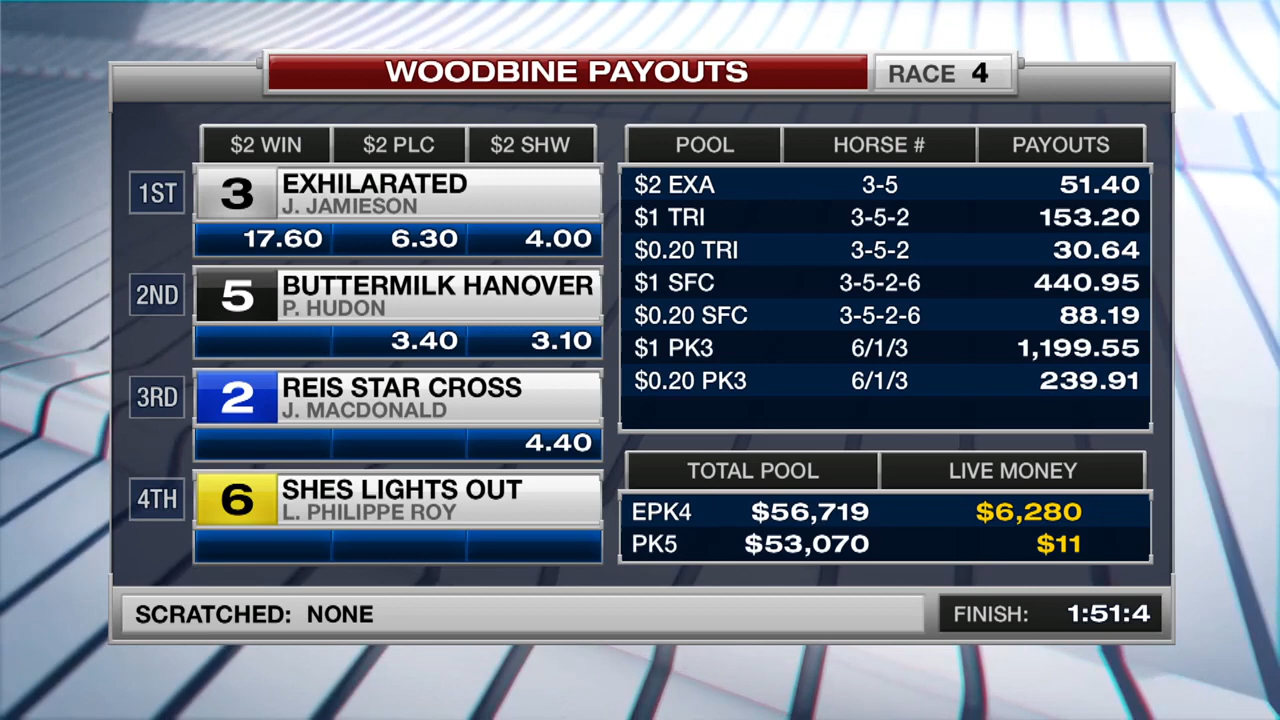 WOODBINE PAYOUTS RACE 4
$2 WIN $2 PLC $2 SHW
1ST 3 EXHILARATED
J. JAMIESON
17.60 6.30 4.00
2ND 5 BUTTERMILK HANOVER
P. HUDON
3.40 3.10
3RD 2 REIS STAR CROSS
J. MACDONALD
4.40
4TH 6 SHES LIGHTS OUT
L. PHILIPPE ROY
POOL HORSE # PAYOUTS
$2 EXA 3-5 51.40
$1 TRI 3-5-2 153.20
$0.20 TRI 3-5-2 30.64
$1 SFC 3-5-2-6 440.95
$0.20 SFC 3-5-2-6 88.19
$1 PK3 6/1/3 1,199.55
$0.20 PK3 6/1/3 239.91
TOTAL POOL LIVE MONEY
EPK4 $56,719 $6,280
PK5 $53,070 $11
SCRATCHED: NONE
FINISH: 1:51:4